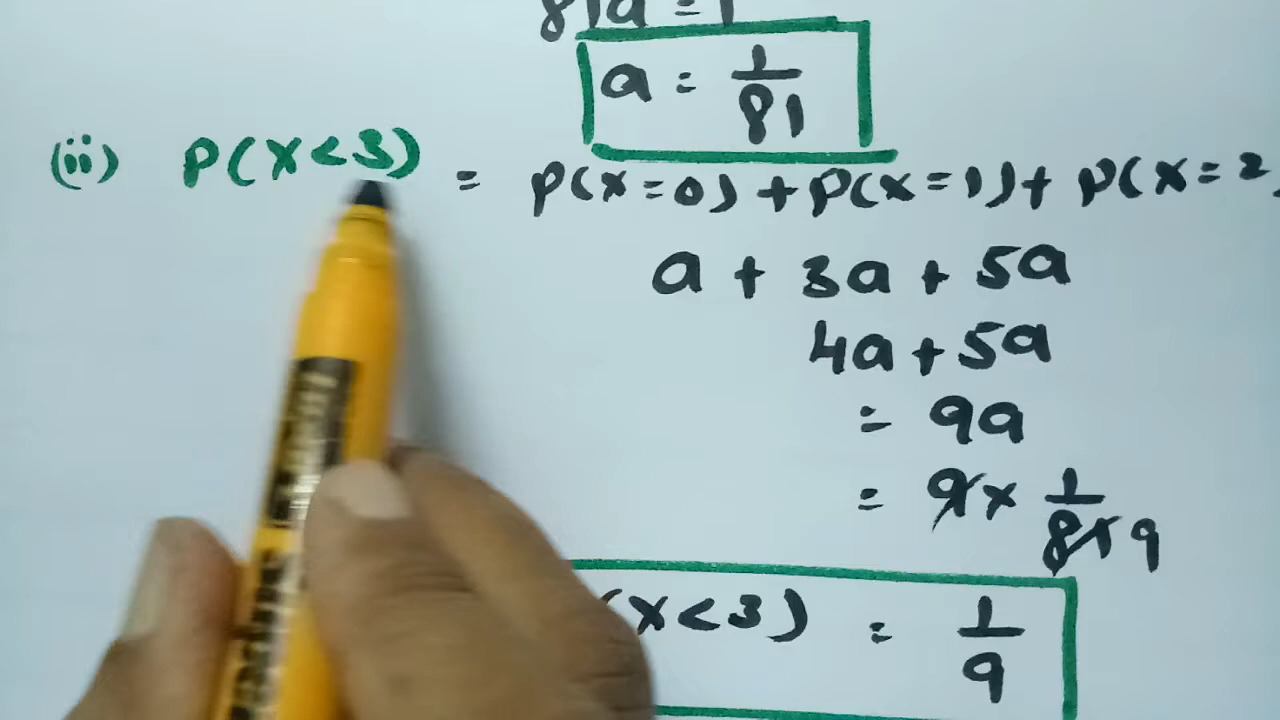 81a = 1
a = 1/81
(ii) P(X<3) = P(X=0) + P(X=1) + P(X=2
a + 3a + 5a
4a + 5a
= 9a
= 9 x 1/81 9
(X<3) = 1/9